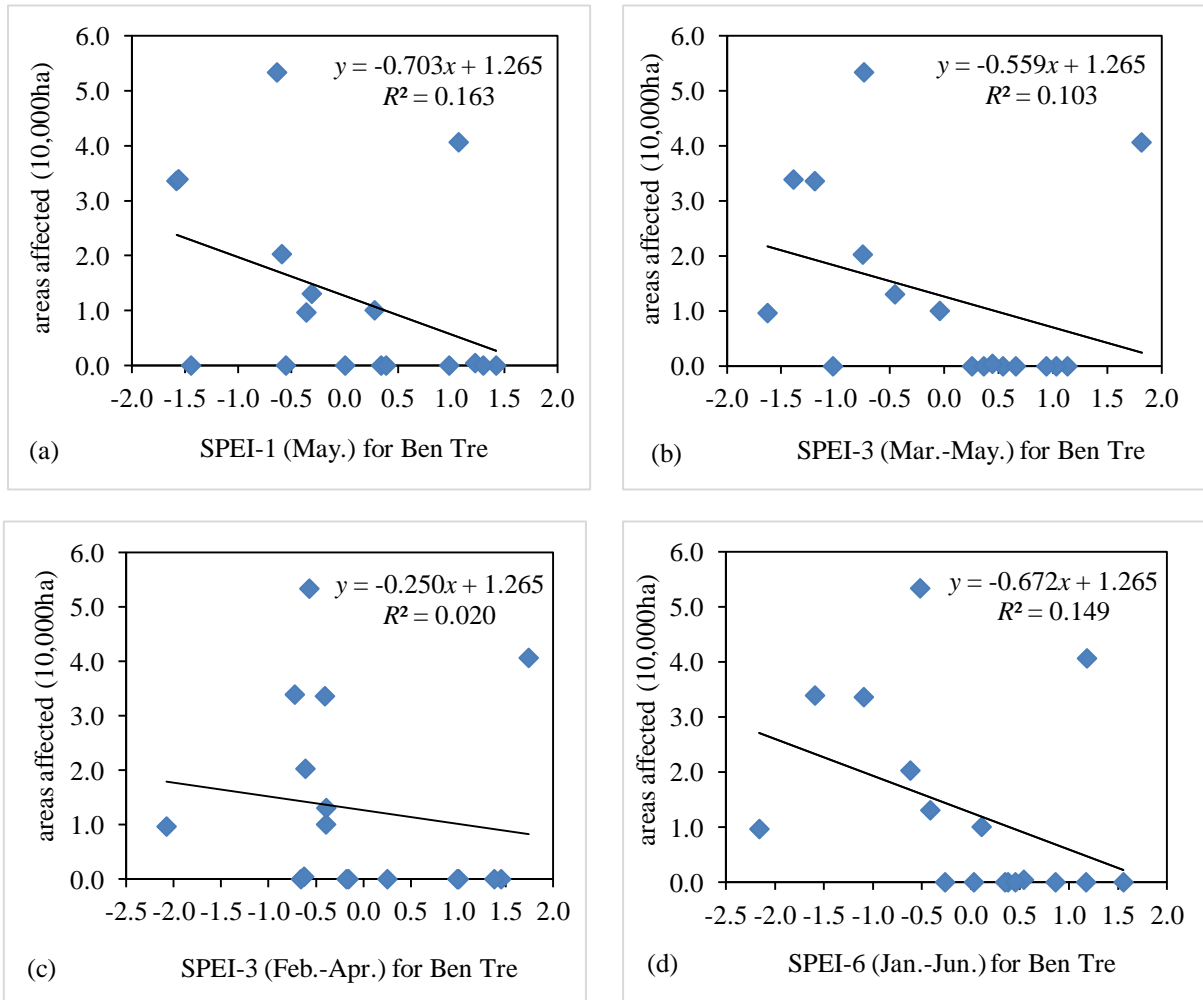 6.0
5.0
4.0
3.0
2.0
1.0
0.0
areas affected (10,000ha)
y = -0.703x + 1.265
R² = 0.163
-2.0 -1.5 -1.0 -0.5 0.0 0.5 1.0 1.5 2.0
(a) SPEI-1 (May.) for Ben Tre
6.0
5.0
4.0
3.0
2.0
1.0
0.0
areas affected (10,000ha)
y = -0.559x + 1.265
R² = 0.103
-2.0 -1.5 -1.0 -0.5 0.0 0.5 1.0 1.5 2.0
(b) SPEI-3 (Mar.-May.) for Ben Tre
6.0
5.0
4.0
3.0
2.0
1.0
0.0
areas affected (10,000ha)
y = -0.250x + 1.265
R² = 0.020
-2.5 -2.0 -1.5 -1.0 -0.5 0.0 0.5 1.0 1.5 2.0
(c) SPEI-3 (Feb.-Apr.) for Ben Tre
6.0
5.0
4.0
3.0
2.0
1.0
0.0
areas affected (10,000ha)
y = -0.672x + 1.265
R² = 0.149
-2.5 -2.0 -1.5 -1.0 -0.5 0.0 0.5 1.0 1.5 2.0
(d) SPEI-6 (Jan.-Jun.) for Ben Tre